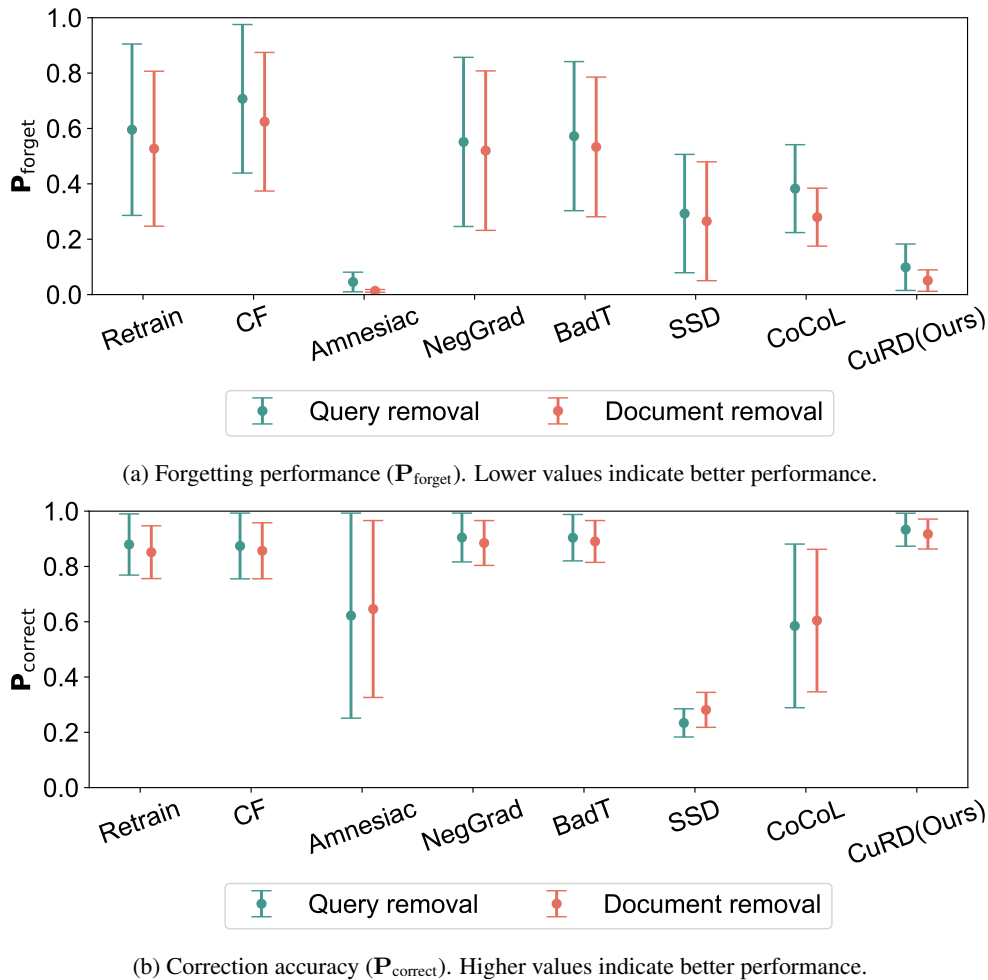 1.0
0.8
0.6
0.4
0.2
0.0
P_forget
Retrain
CF
Amnesiac
NegGrad
BadT
SSD
CoCoL
CuRD(Ours)
Query removal
Document removal
(a) Forgetting performance (P_forget). Lower values indicate better performance.
1.0
0.8
0.6
0.4
0.2
0.0
P_correct
Retrain
CF
Amnesiac
NegGrad
BadT
SSD
CoCoL
CuRD(Ours)
Query removal
Document removal
(b) Correction accuracy (P_correct). Higher values indicate better performance.